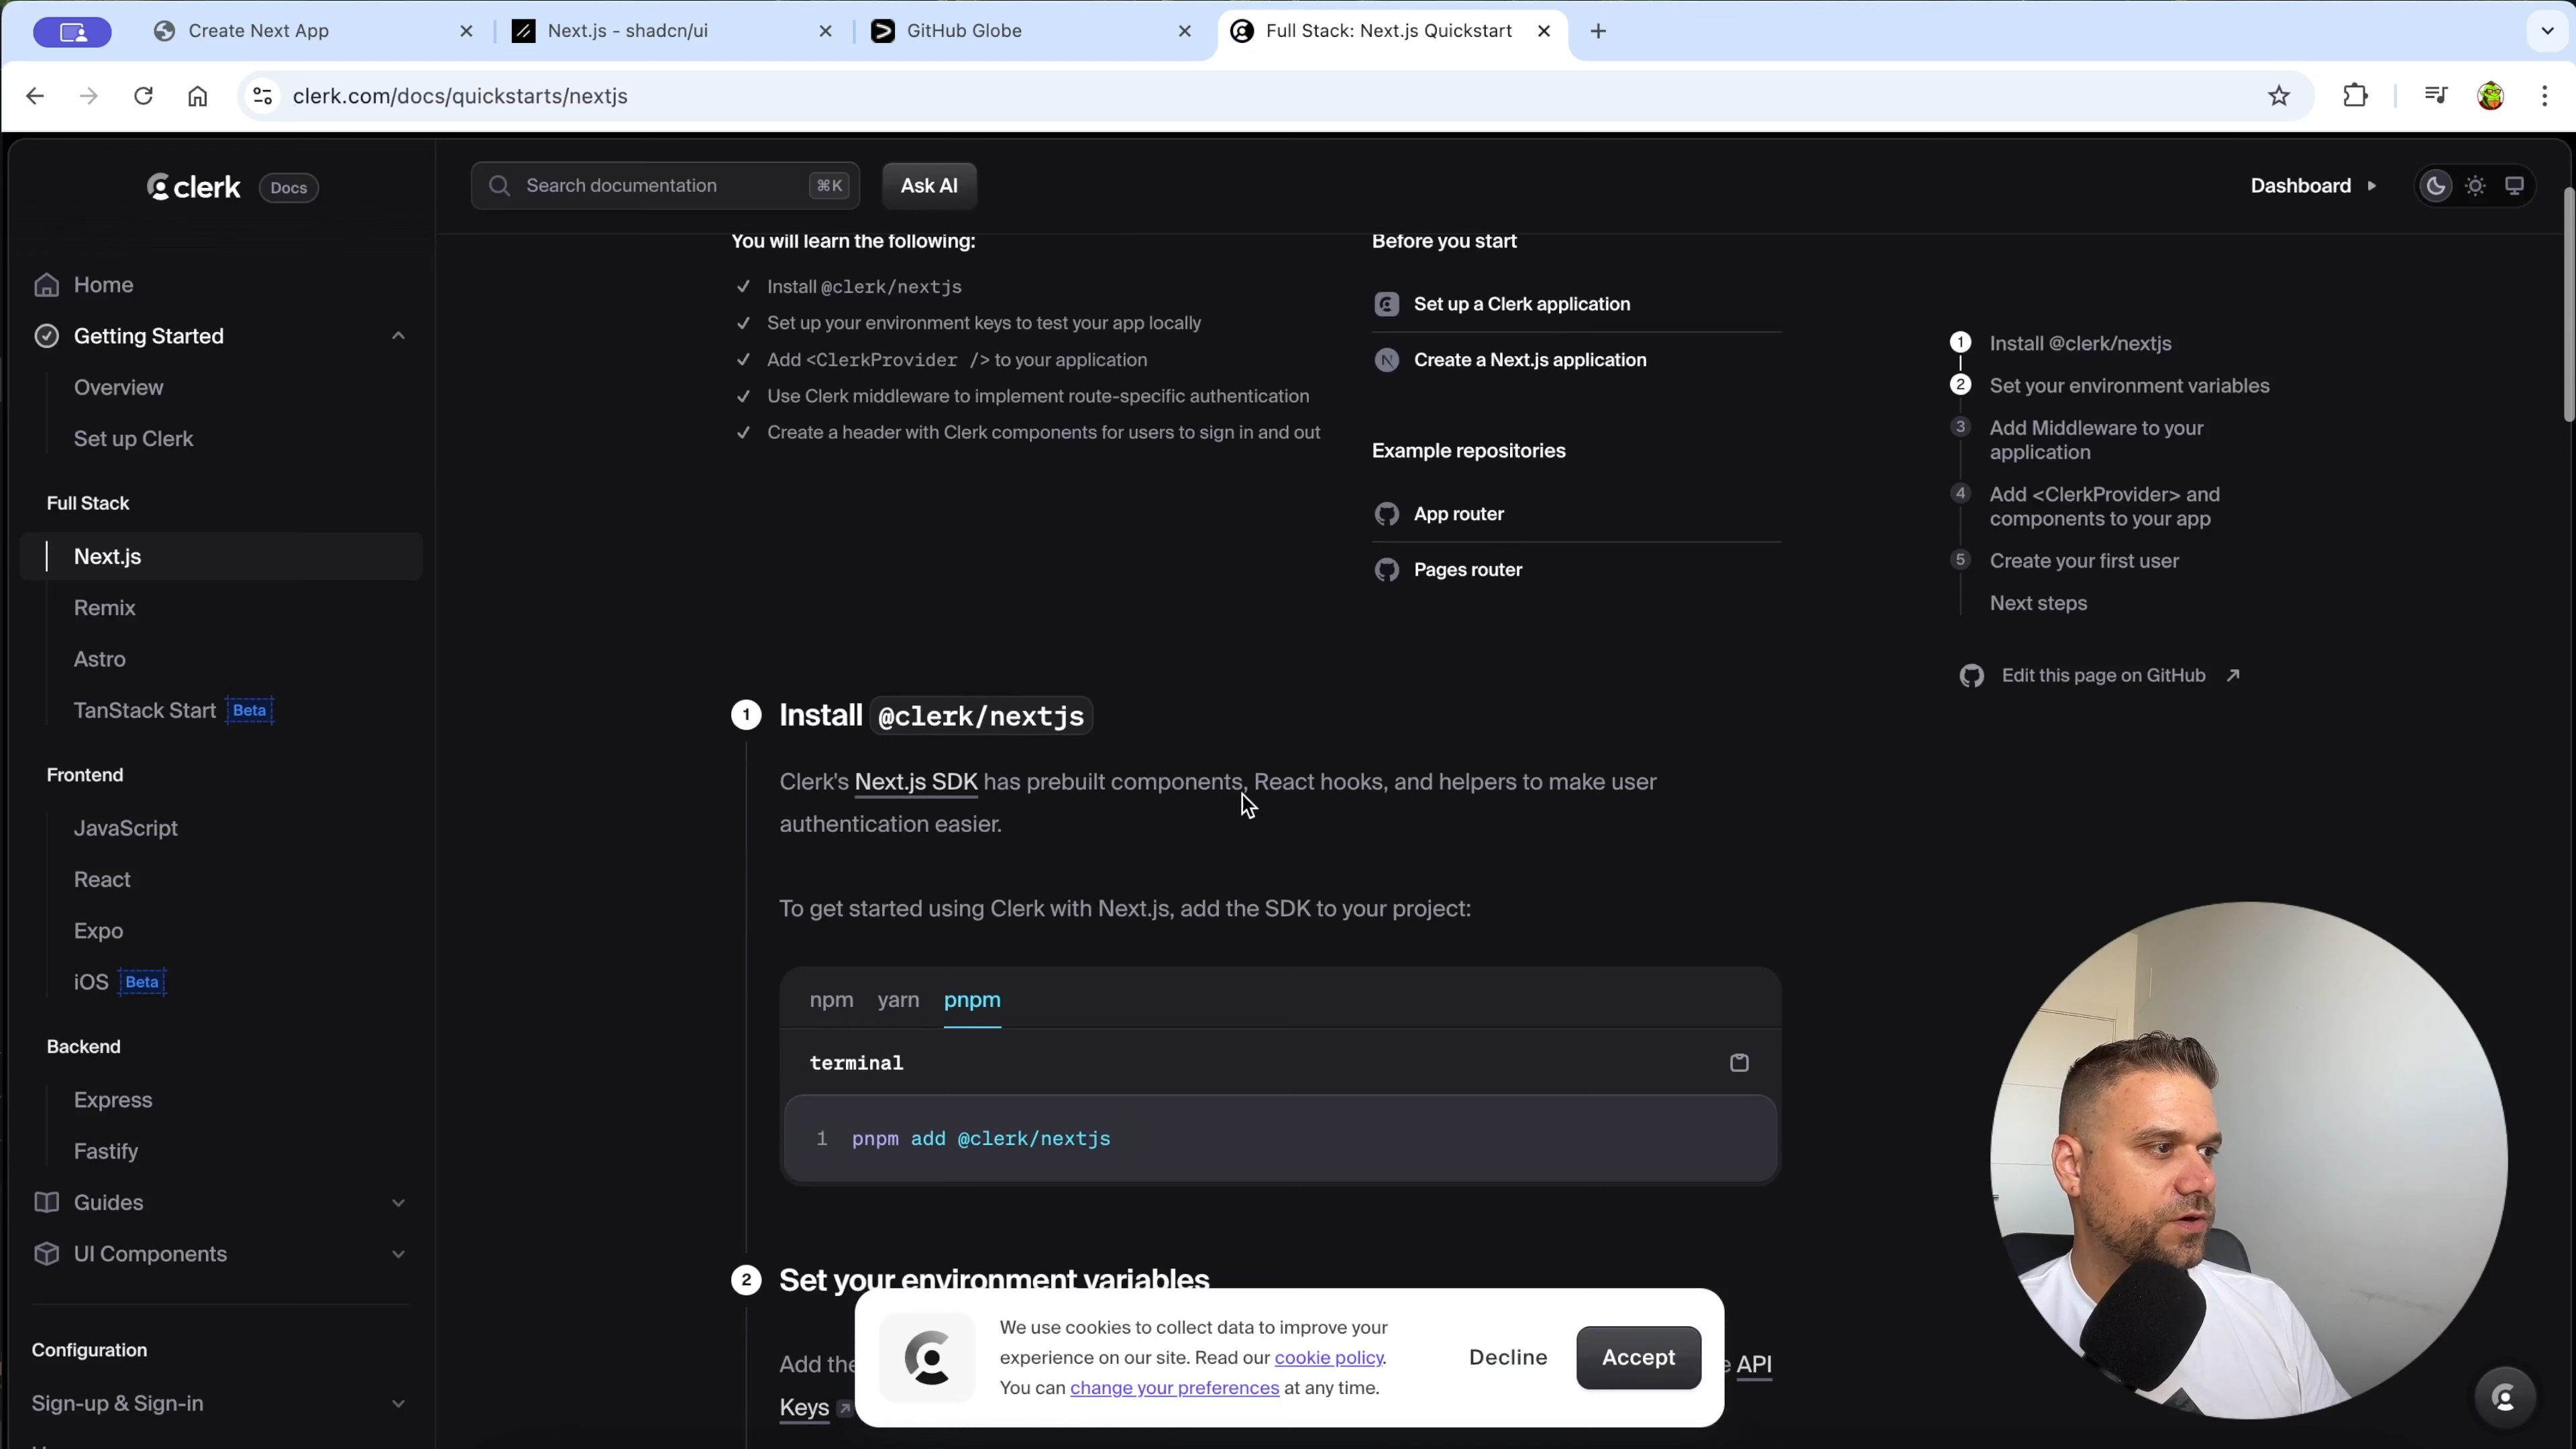 Create Next App
Next.js - shadcn/ui
GitHub Globe
Full Stack: Next.js Quickstart
clerk.com/docs/quickstarts/nextjs
clerk
Docs
Search documentation
⌘K
Ask AI
Dashboard
Home
Getting Started
Overview
Set up Clerk
Full Stack
Next.js
Remix
Astro
TanStack Start Beta
Frontend
JavaScript
React
Expo
iOS Beta
Backend
Express
Fastify
Guides
UI Components
Configuration
Sign-up & Sign-in
You will learn the following:
Install @clerk/nextjs
Set up your environment keys to test your app locally
Add <ClerkProvider /> to your application
Use Clerk middleware to implement route-specific authentication
Create a header with Clerk components for users to sign in and out
Before you start
Set up a Clerk application
N Create a Next.js application
Example repositories
App router
Pages router
1 Install @clerk/nextjs
Clerk's Next.js SDK has prebuilt components, React hooks, and helpers to make user
authentication easier.
To get started using Clerk with Next.js, add the SDK to your project:
npm yarn pnpm
terminal
1 pnpm add @clerk/nextjs
2 Set your environment variables
Add the
API
Keys
We use cookies to collect data to improve your
experience on our site. Read our cookie policy.
You can change your preferences at any time.
Decline
Accept
1 Install @clerk/nextjs
2 Set your environment variables
3 Add Middleware to your
application
4 Add <ClerkProvider> and
components to your app
5 Create your first user
Next steps
Edit this page on GitHub